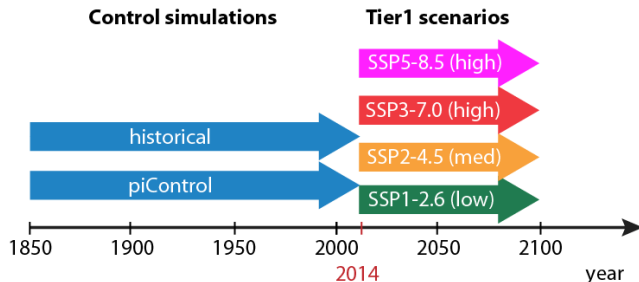 Control simulations
Tier1 scenarios
SSP5-8.5 (high)
SSP3-7.0 (high)
historical
SSP2-4.5 (med)
piControl
SSP1-2.6 (low)
1850 1900 1950 2000 2050 2100
2014
year